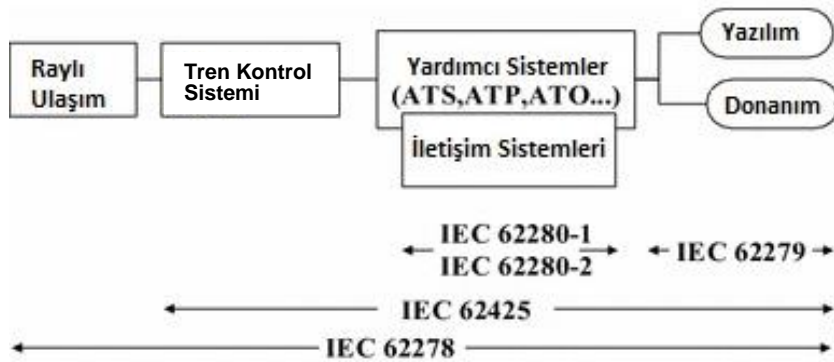 Raylı
Ulaşım
Tren Kontrol
Sistemi
Yardımcı Sistemler
(ATS,ATP,ATO...)
İletişim Sistemleri
Yazılım
Donanım
IEC 62280-1
IEC 62280-2
IEC 62279
IEC 62425
IEC 62278